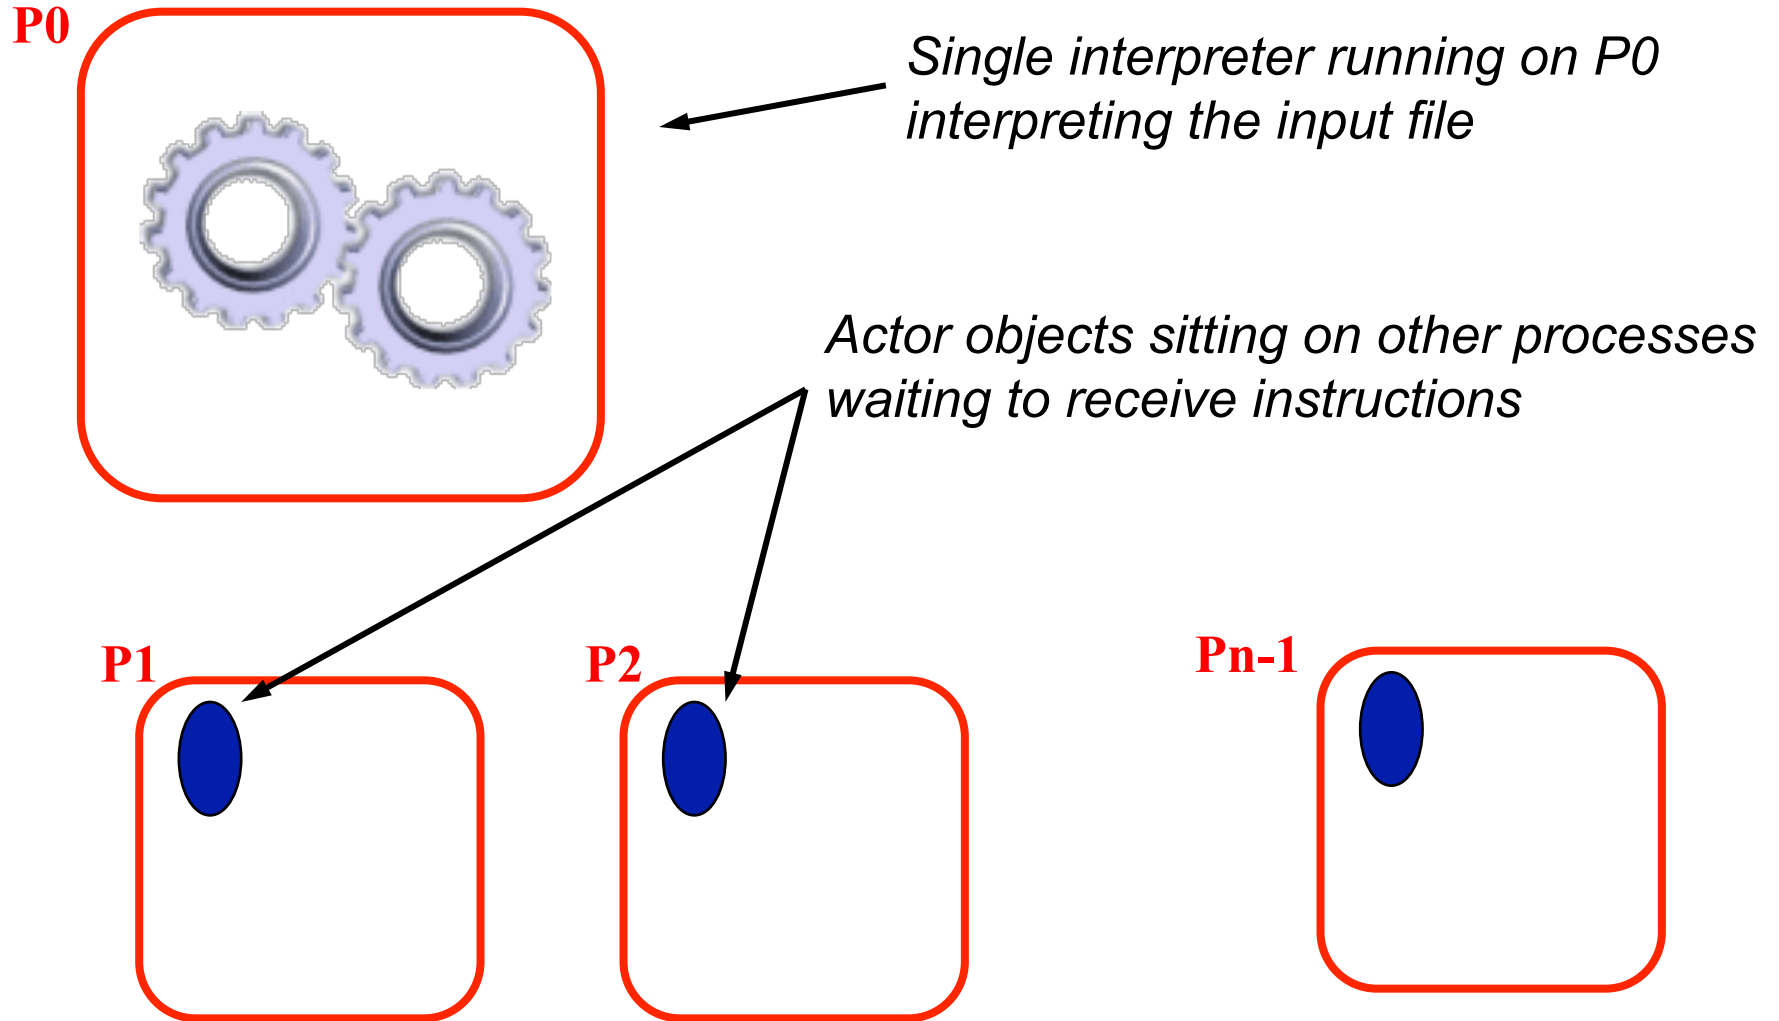 P0
Single interpreter running on P0
interpreting the input file
Actor objects sitting on other processes
waiting to receive instructions
P1
P2
Pn-1